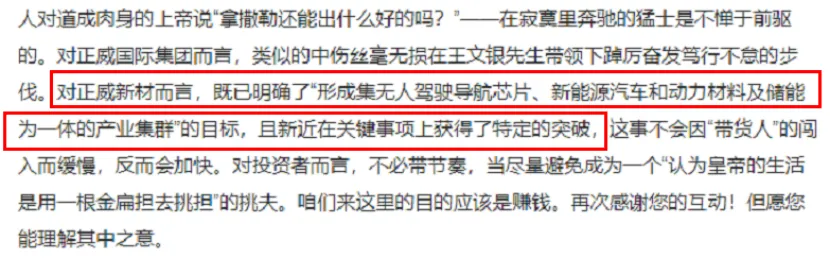 人对道成肉身的上帝说“拿撒勒还能出什么好的吗?”——在寂寞里奔驰的猛士是不惮于前驱
的。对正威国际集团而言，类似的中伤丝毫无损在王文银先生带领下踔厉奋发笃行不怠的步
伐。对正威新材而言，既已明确了“形成集无人驾驶导航芯片、新能源汽车和动力材料及储能
为一体的产业集群”的目标，且新近在关键事项上获得了特定的突破，这事不会因“带货人”的闯
入而缓慢，反而会加快。对投资者而言，不必带节奏，当尽量避免成为一个“认为皇帝的生活
是用一根金扁担去挑担”的挑夫。咱们来这里的目的应该是赚钱。再次感谢您的互动！但愿您
能理解其中之意。